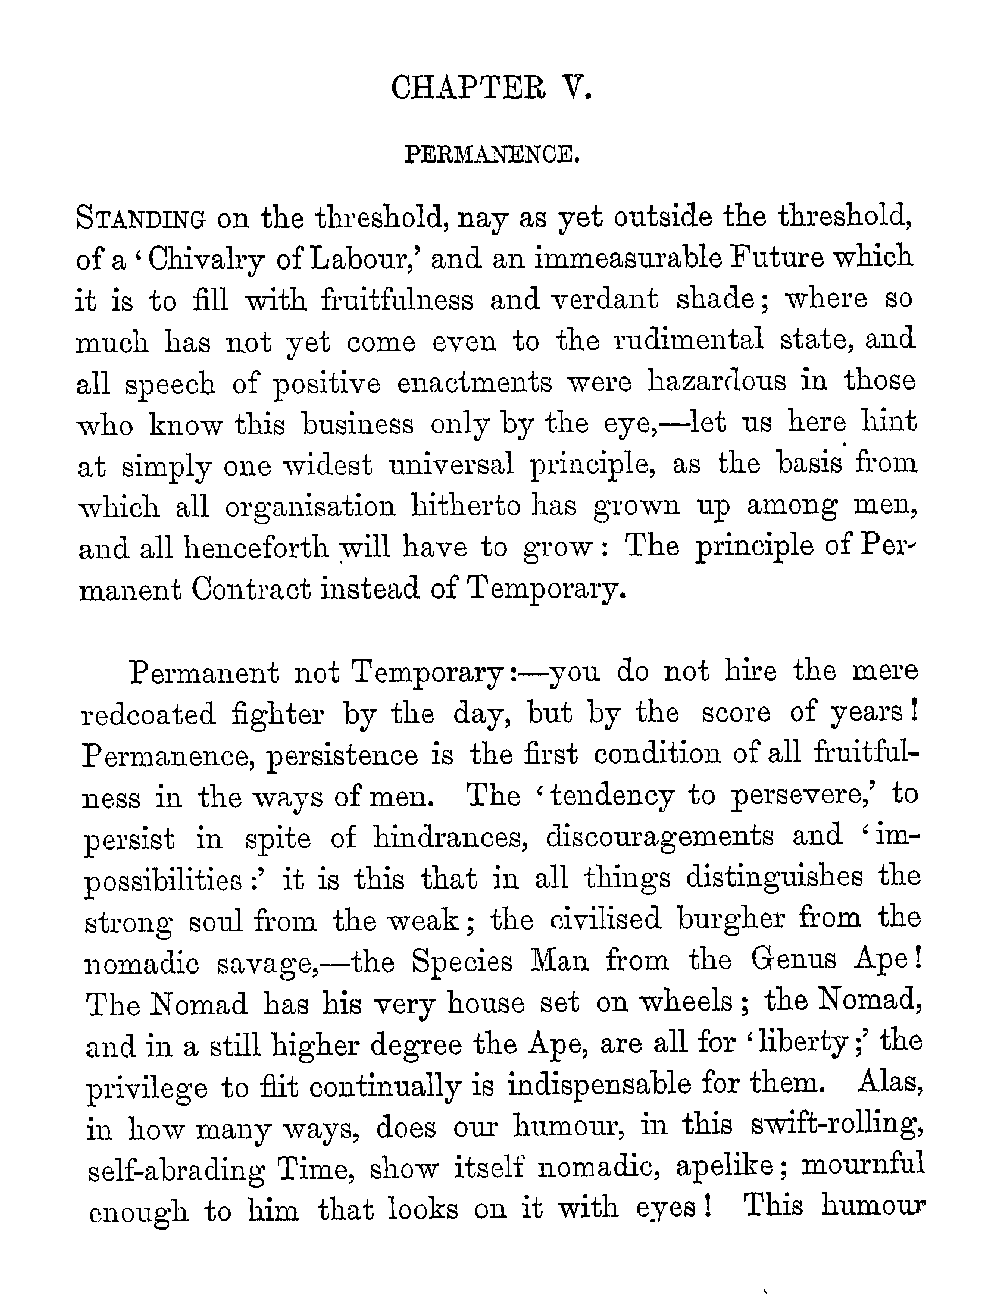 CHAPTER V.
PERMANENCE.
STANDING on the threshold, nay as yet outside the threshold,
of a ‘Chivalry of Labour,’ and an immeasurable Future which
it is to fill with fruitfulness and verdant shade; where so
much has not yet come even to the rudimental state, and
all speech of positive enactments were hazardous in those
who know this business only by the eye,—let us here hint
at simply one widest universal principle, as the basis from
which all organisation hitherto has grown up among men,
and all henceforth will have to grow: The principle of Per-
manent Contract instead of Temporary.
Permanent not Temporary:—you do not hire the mere
redcoated fighter by the day, but by the score of years!
Permanence, persistence is the first condition of all fruitful-
ness in the ways of men. The ‘tendency to persevere,’ to
persist in spite of hindrances, discouragements and ‘im-
possibilities:’ it is this that in all things distinguishes the
strong soul from the weak; the civilised burgher from the
nomadic savage,—the Species Man from the Genus Ape!
The Nomad has his very house set on wheels; the Nomad,
and in a still higher degree the Ape, are all for ‘liberty;’ the
privilege to flit continually is indispensable for them. Alas,
in how many ways, does our humour, in this swift-rolling,
self-abrading Time, show itself nomadic, apelike; mournful
enough to him that looks on it with eyes! This humour